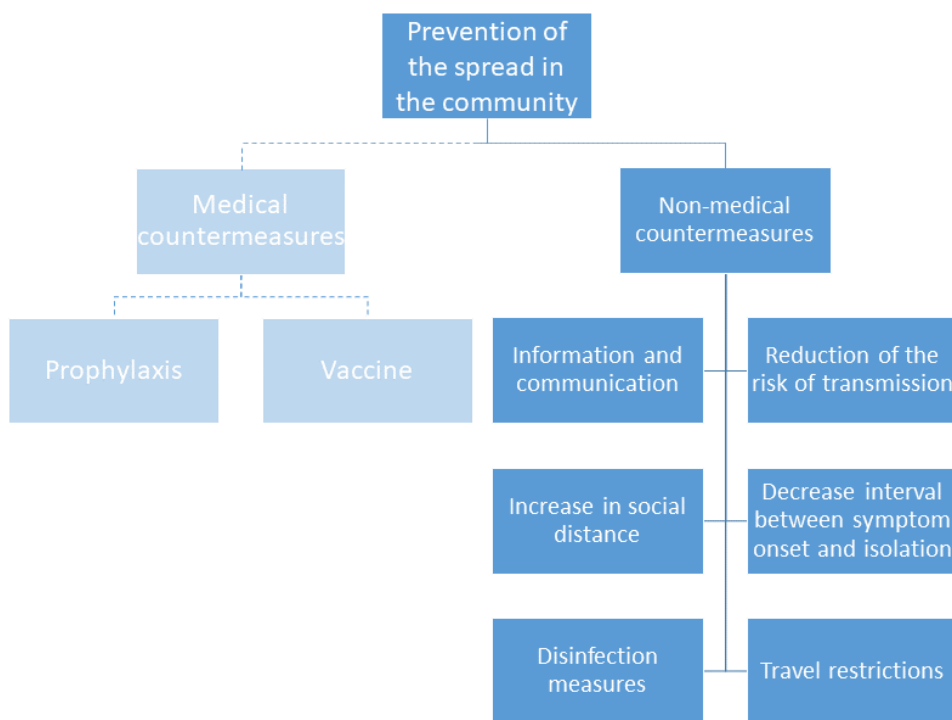 Prevention of
the spread in
the community
Medical
countermeasures
Non-medical
countermeasures
Prophylaxis
Vaccine
Information and
communication
Reduction of the
risk of transmission
Increase in social
distance
Decrease interval
between symptom
onset and isolation
Disinfection
measures
Travel restrictions